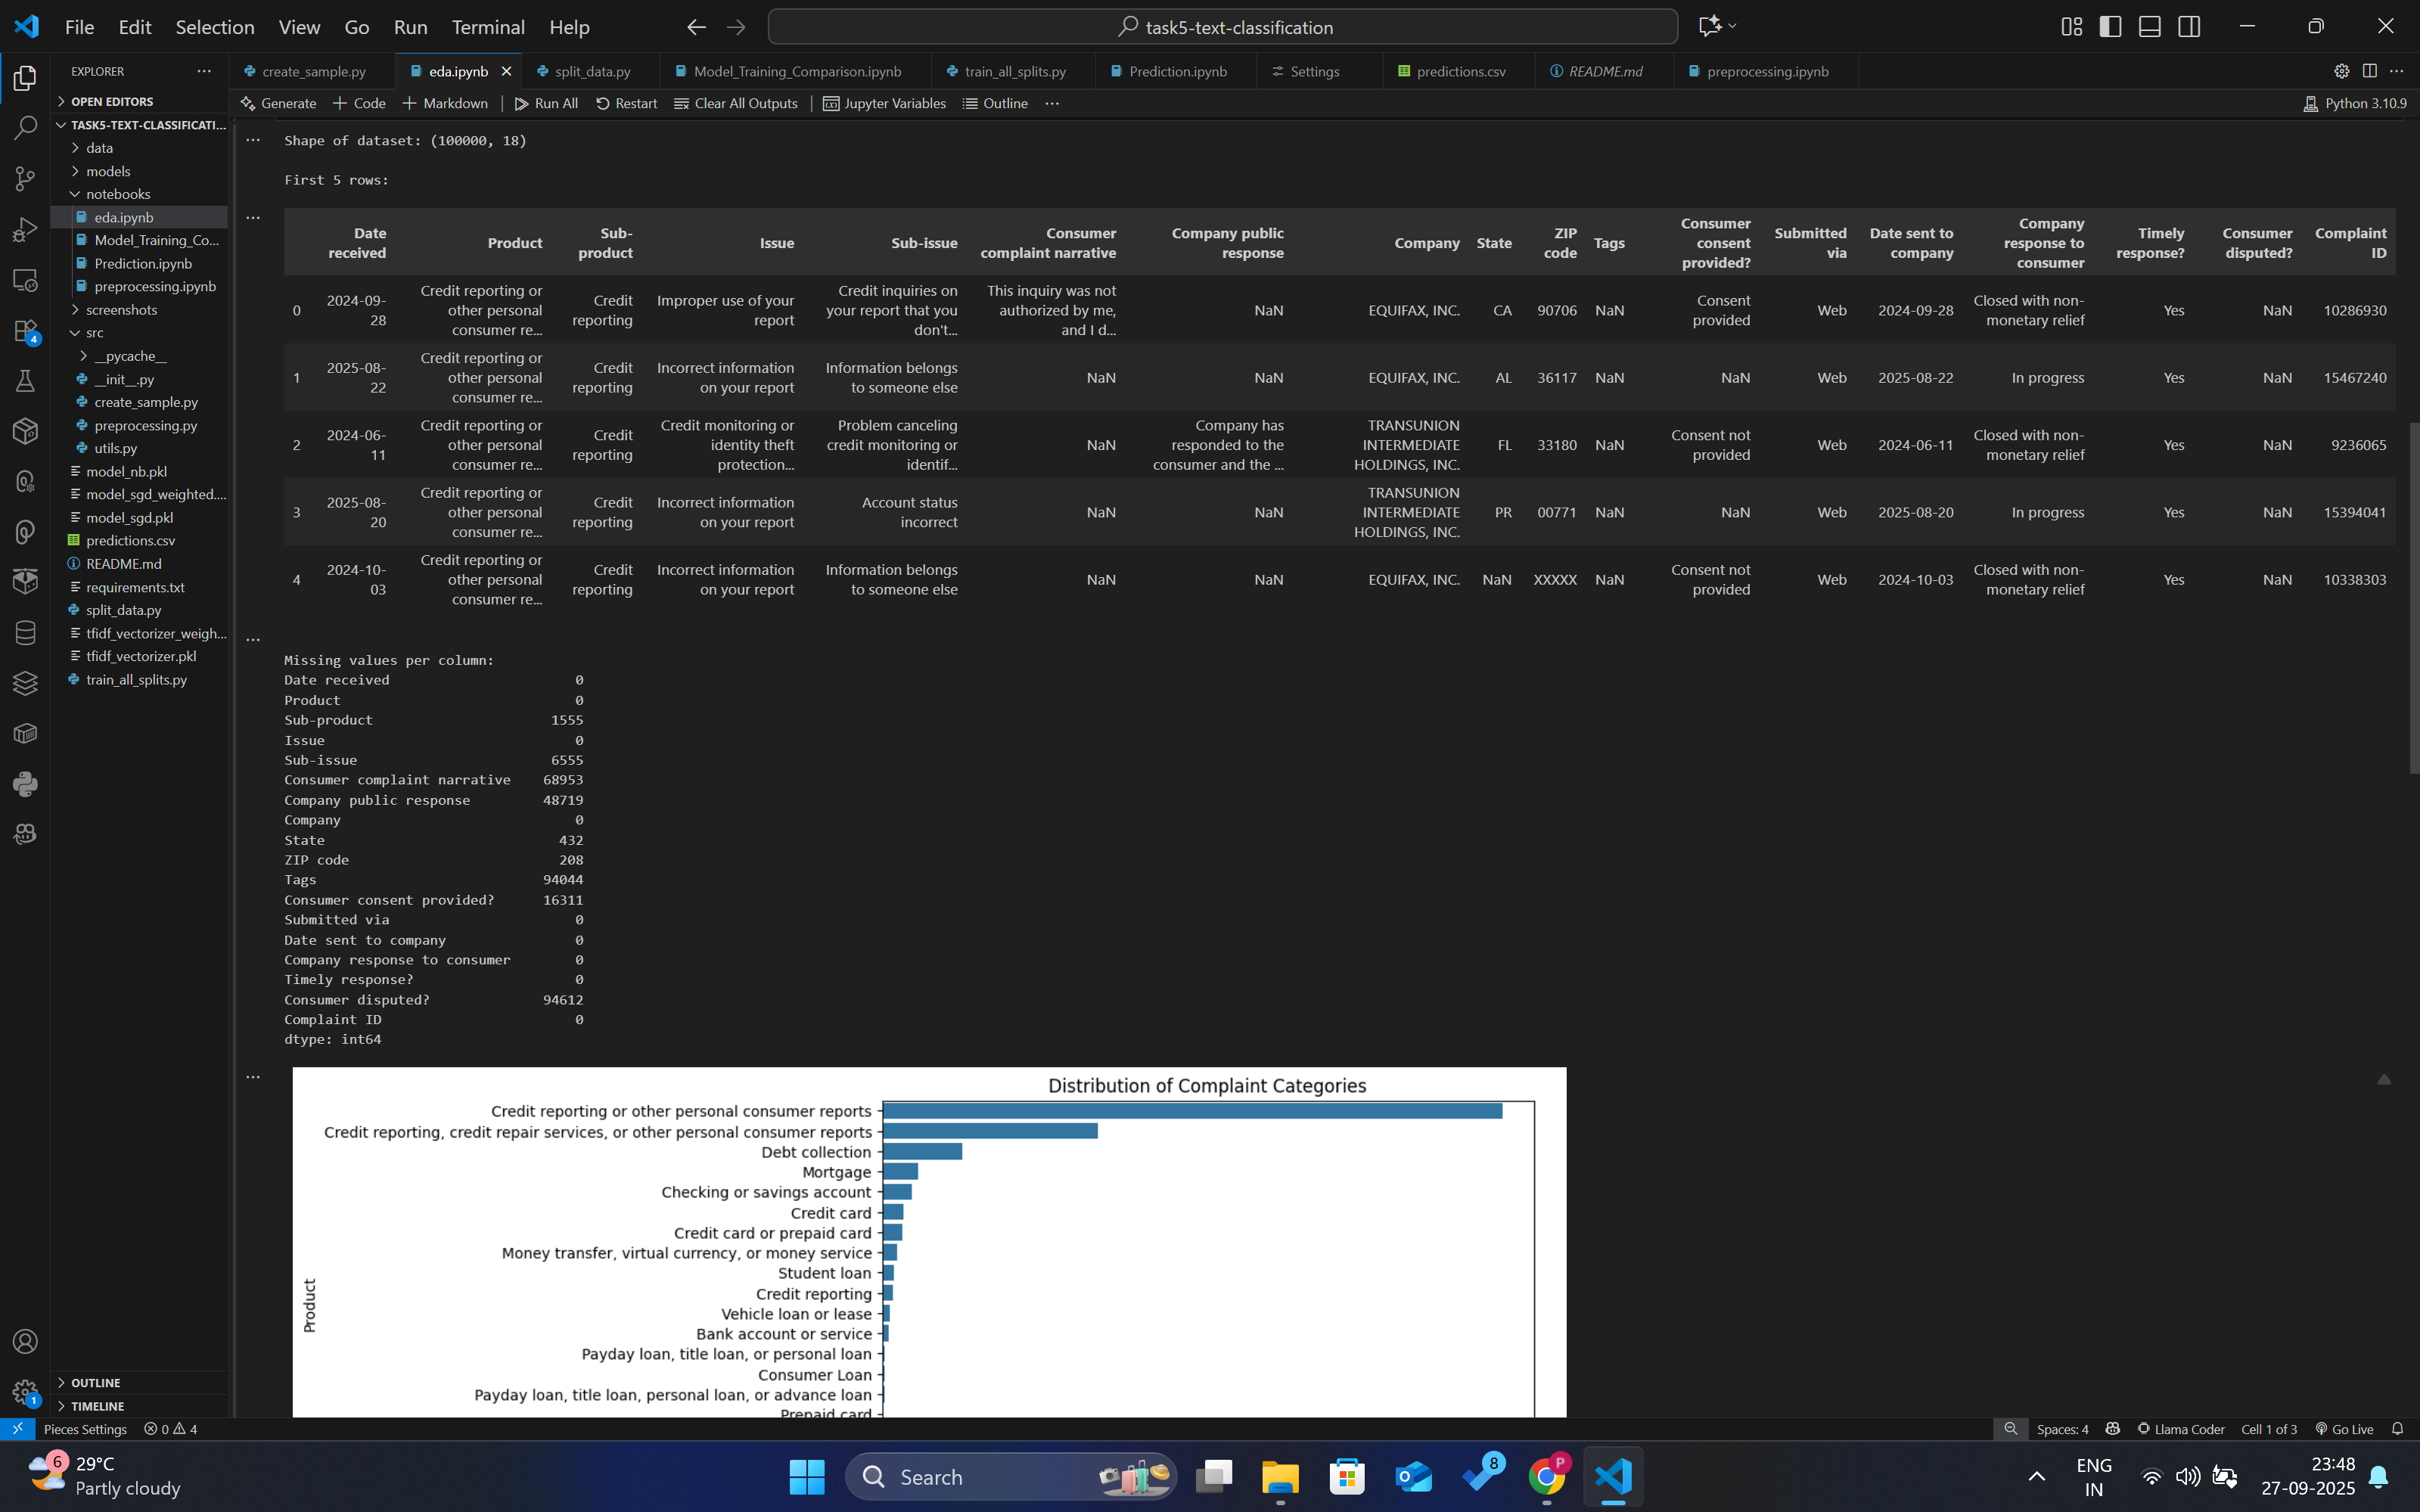 File Edit Selection View Go Run Terminal Help
task5-text-classification
EXPLORER
OPEN EDITORS
TASK5-TEXT-CLASSIFICATI...
data
models
notebooks
eda.ipynb
Model_Training_Co...
Prediction.ipynb
preprocessing.ipynb
screenshots
src
__pycache__
__init__.py
create_sample.py
preprocessing.py
utils.py
model_nb.pkl
model_sgd_weighted....
model_sgd.pkl
predictions.csv
README.md
requirements.txt
split_data.py
tfidf_vectorizer_weigh...
tfidf_vectorizer.pkl
train_all_splits.py
OUTLINE
TIMELINE
4
1
create_sample.py eda.ipynb split_data.py Model_Training_Comparison.ipynb train_all_splits.py Prediction.ipynb Settings predictions.csv README.md preprocessing.ipynb
Generate + Code + Markdown Run All Restart Clear All Outputs Jupyter Variables Outline ... Python 3.10.9
Shape of dataset: (100000, 18)
First 5 rows:
Date received Product Sub-product Issue Sub-issue Consumer complaint narrative Company public response Company State ZIP code Tags Consumer consent provided? Submitted via Date sent to company Company response to consumer Timely response? Consumer disputed? Complaint ID
0 2024-09-28 Credit reporting or other personal consumer re... Credit reporting Improper use of your report Credit inquiries on your report that you don't... This inquiry was not authorized by me, and I d... NaN EQUIFAX, INC. CA 90706 NaN Consent provided Web 2024-09-28 Closed with non-monetary relief Yes NaN 10286930
1 2025-08-22 Credit reporting or other personal consumer re... Credit reporting Incorrect information on your report Information belongs to someone else NaN NaN EQUIFAX, INC. AL 36117 NaN NaN Web 2025-08-22 In progress Yes NaN 15467240
2 2024-06-11 Credit reporting or other personal consumer re... Credit reporting Credit monitoring or identity theft protection... Problem canceling credit monitoring or identif... NaN Company has responded to the consumer and the ... TRANSUNION INTERMEDIATE HOLDINGS, INC. FL 33180 NaN Consent not provided Web 2024-06-11 Closed with non-monetary relief Yes NaN 9236065
3 2025-08-20 Credit reporting or other personal consumer re... Credit reporting Incorrect information on your report Account status incorrect NaN NaN TRANSUNION INTERMEDIATE HOLDINGS, INC. PR 00771 NaN NaN Web 2025-08-20 In progress Yes NaN 15394041
4 2024-10-03 Credit reporting or other personal consumer re... Credit reporting Incorrect information on your report Information belongs to someone else NaN NaN EQUIFAX, INC. NaN XXXXX NaN Consent not provided Web 2024-10-03 Closed with non-monetary relief Yes NaN 10338303
Missing values per column:
Date received 0
Product 0
Sub-product 1555
Issue 0
Sub-issue 6555
Consumer complaint narrative 68953
Company public response 48719
Company 0
State 432
ZIP code 208
Tags 94044
Consumer consent provided? 16311
Submitted via 0
Date sent to company 0
Company response to consumer 0
Timely response? 0
Consumer disputed? 94612
Complaint ID 0
dtype: int64
Distribution of Complaint Categories
Product
Credit reporting or other personal consumer reports
Credit reporting, credit repair services, or other personal consumer reports
Debt collection
Mortgage
Checking or savings account
Credit card
Credit card or prepaid card
Money transfer, virtual currency, or money service
Student loan
Credit reporting
Vehicle loan or lease
Bank account or service
Payday loan, title loan, or personal loan
Consumer Loan
Payday loan, title loan, personal loan, or advance loan
Prepaid card
Pieces Settings 0 4 Spaces: 4 Llama Coder Cell 1 of 3 Go Live
6 29°C
Partly cloudy
Search
8
P
ENG
IN
23:48
27-09-2025